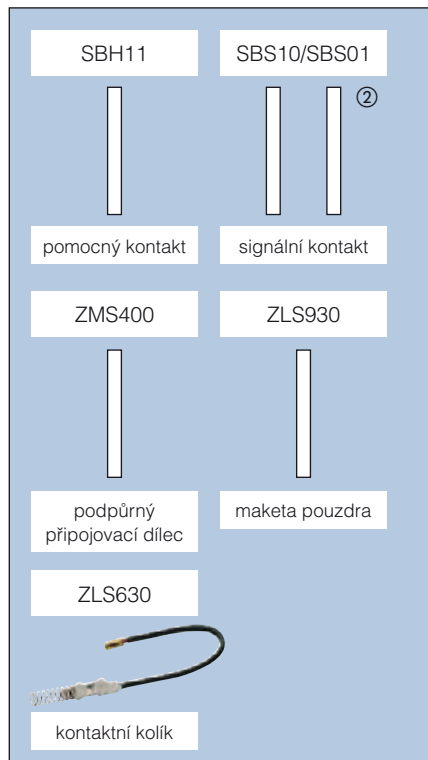 SBH11
SBS10/SBS01
②
pomocný kontakt
signální kontakt
ZMS400
ZLS930
podpůrný
připojovací dílec
maketa pouzdra
ZLS630
kontaktní kolík